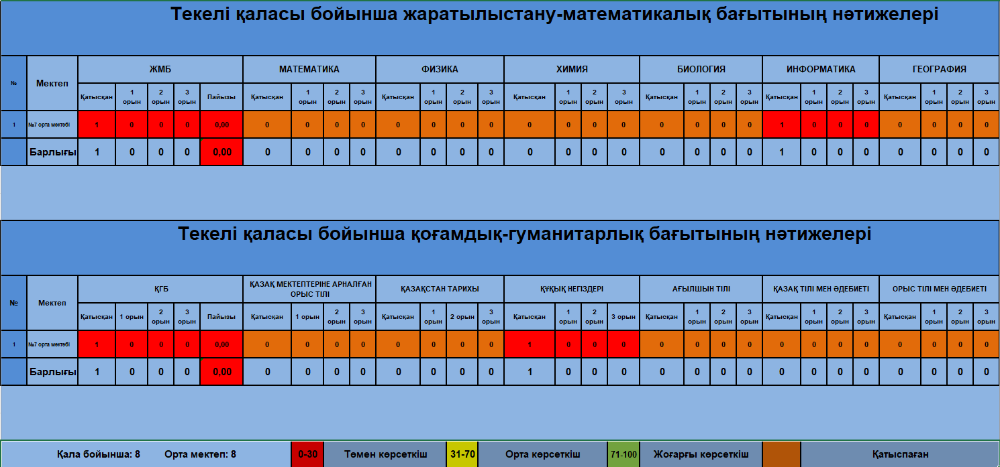 Текелі қаласы бойынша жаратылыстану-математикалық бағытының нәтижелері
№ Мектеп ЖМБ МАТЕМАТИКА ФИЗИКА ХИМИЯ БИОЛОГИЯ ИНФОРМАТИКА ГЕОГРАФИЯ
Қатысқан 1 орын 2 орын 3 орын Пайызы Қатысқан 1 орын 2 орын 3 орын Қатысқан 1 орын 2 орын 3 орын Қатысқан 1 орын 2 орын 3 орын Қатысқан 1 орын 2 орын 3 орын Қатысқан 1 орын 2 орын 3 орын Қатысқан 1 орын 2 орын 3 орын
1 №7 орта мектебі 1 0 0 0 0,00 0 0 0 0 0 0 0 0 0 0 0 0 0 0 0 0 1 0 0 0 0 0 0 0
Барлығы 1 0 0 0 0,00 0 0 0 0 0 0 0 0 0 0 0 0 0 0 0 0 1 0 0 0 0 0 0 0
Текелі қаласы бойынша қоғамдық-гуманитарлық бағытының нәтижелері
№ Мектеп ҚГБ ҚАЗАҚ МЕКТЕПТЕРІНЕ АРНАЛҒАН ОРЫС ТІЛІ ҚАЗАҚСТАН ТАРИХЫ ҚҰҚЫҚ НЕГІЗДЕРІ АҒЫЛШЫН ТІЛІ ҚАЗАҚ ТІЛІ МЕН ӘДЕБИЕТІ ОРЫС ТІЛІ МЕН ӘДЕБИЕТІ
Қатысқан 1 орын 2 орын 3 орын Пайызы Қатысқан 1 орын 2 орын 3 орын Қатысқан 1 орын 2 орын 3 орын Қатысқан 1 орын 2 орын 3 орын Қатысқан 1 орын 2 орын 3 орын Қатысқан 1 орын 2 орын 3 орын Қатысқан 1 орын 2 орын 3 орын
1 №7 орта мектебі 1 0 0 0 0,00 0 0 0 0 0 0 0 0 1 0 0 0 0 0 0 0 0 0 0 0 0 0 0 0
Барлығы 1 0 0 0 0,00 0 0 0 0 0 0 0 0 1 0 0 0 0 0 0 0 0 0 0 0 0 0 0 0
Қала бойынша: 8 Орта мектеп: 8 0-30 Төмен көрсеткіш 31-70 Орта көрсеткіш 71-100 Жоғарғы көрсеткіш Қатыспаған